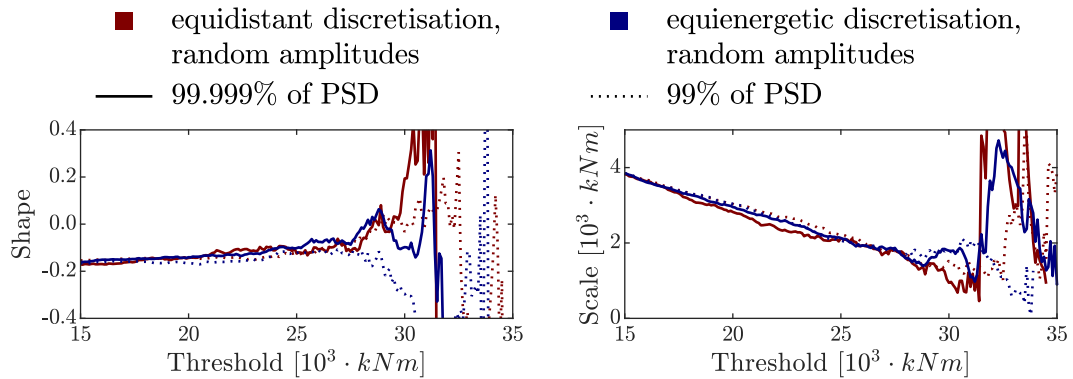 equidistant discretisation,
random amplitudes
99.999% of PSD
equienergetic discretisation,
random amplitudes
99% of PSD
Shape
0.4
0.2
0.0
-0.2
-0.4
15
20
25
30
35
Threshold [10³ · kNm]
Scale [10³ · kNm]
4
2
0
15
20
25
30
35
Threshold [10³ · kNm]